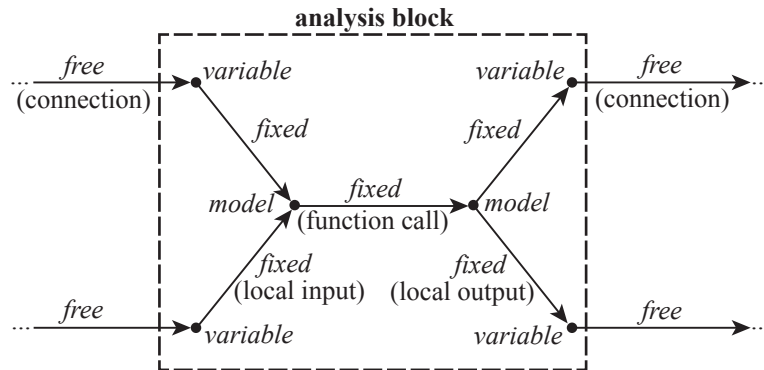 analysis block
... free variable variable free ...
(connection) (connection)
fixed fixed
model fixed model
(function call)
fixed fixed
(local input) (local output)
... free free ...
variable variable